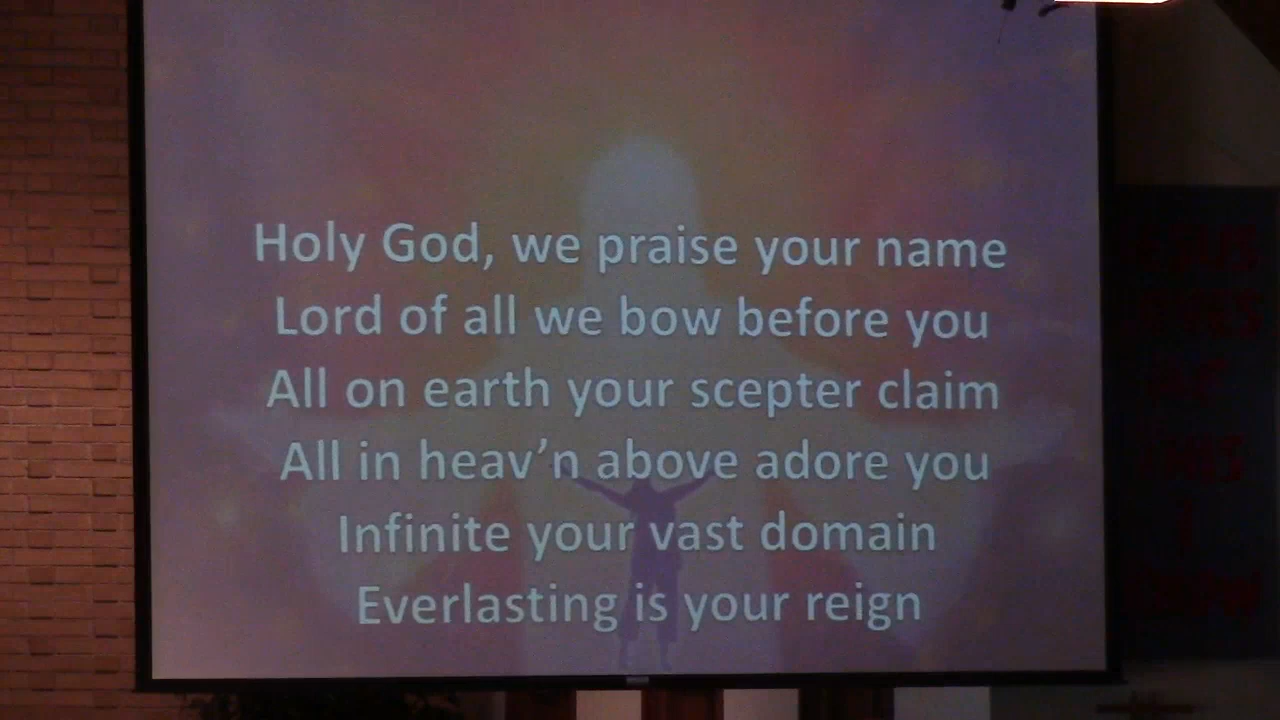 Holy God, we praise your name
Lord of all we bow before you
All on earth your scepter claim
All in heav’n above adore you
Infinite your vast domain
Everlasting is your reign